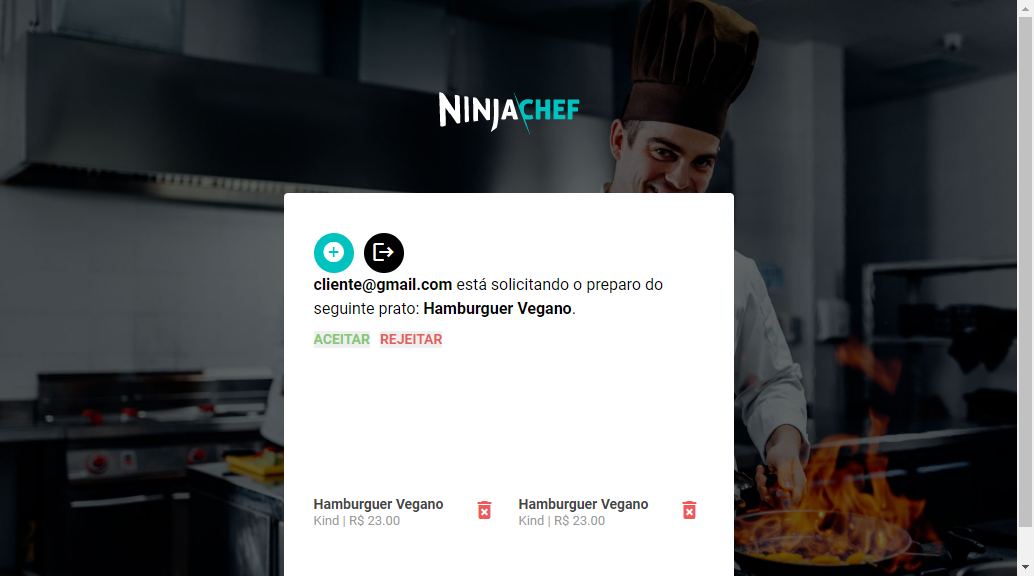 NINJACHEF
cliente@gmail.com está solicitando o preparo do
seguinte prato: Hamburguer Vegano.
ACEITAR REJEITAR
Hamburguer Vegano
Kind | R$ 23.00
Hamburguer Vegano
Kind | R$ 23.00